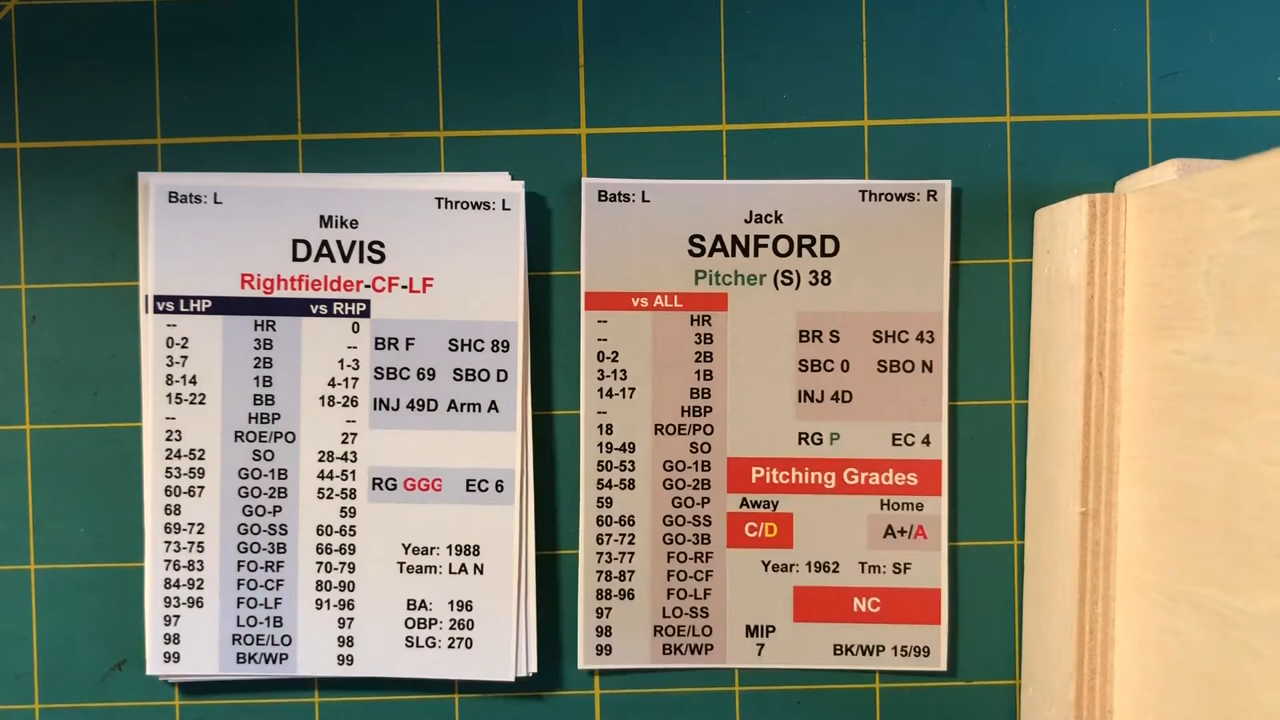 Bats: L Throws: L
Mike
DAVIS
Rightfielder-CF-LF
vs LHP vs RHP
-- HR 0
0-2 3B --
3-7 2B 1-3
8-14 1B 4-17
15-22 BB 18-26
-- HBP --
23 ROE/PO 27
24-52 SO 28-43
53-59 GO-1B 44-51
60-67 GO-2B 52-58
68 GO-P 59
69-72 GO-SS 60-65
73-75 GO-3B 66-69
76-83 FO-RF 70-79
84-92 FO-CF 80-90
93-96 FO-LF 91-96
97 LO-1B 97
98 ROE/LO 98
99 BK/WP 99
BR F SHC 89
SBC 69 SBO D
INJ 49D Arm A
RG GGG EC 6
Year: 1988
Team: LA N
BA: 196
OBP: 260
SLG: 270
Bats: L Throws: R
Jack
SANFORD
Pitcher (S) 38
vs ALL
-- HR
-- 3B
0-2 2B
3-13 1B
14-17 BB
-- HBP
18 ROE/PO
19-49 SO
50-53 GO-1B
54-58 GO-2B
59 GO-P
60-66 GO-SS
67-72 GO-3B
73-77 FO-RF
78-87 FO-CF
88-96 FO-LF
97 LO-SS
98 ROE/LO
99 BK/WP
BR S SHC 43
SBC 0 SBO N
INJ 4D
RG P EC 4
Pitching Grades
Away Home
C/D A+/A
Year: 1962 Tm: SF
NC
MIP
7 BK/WP 15/99